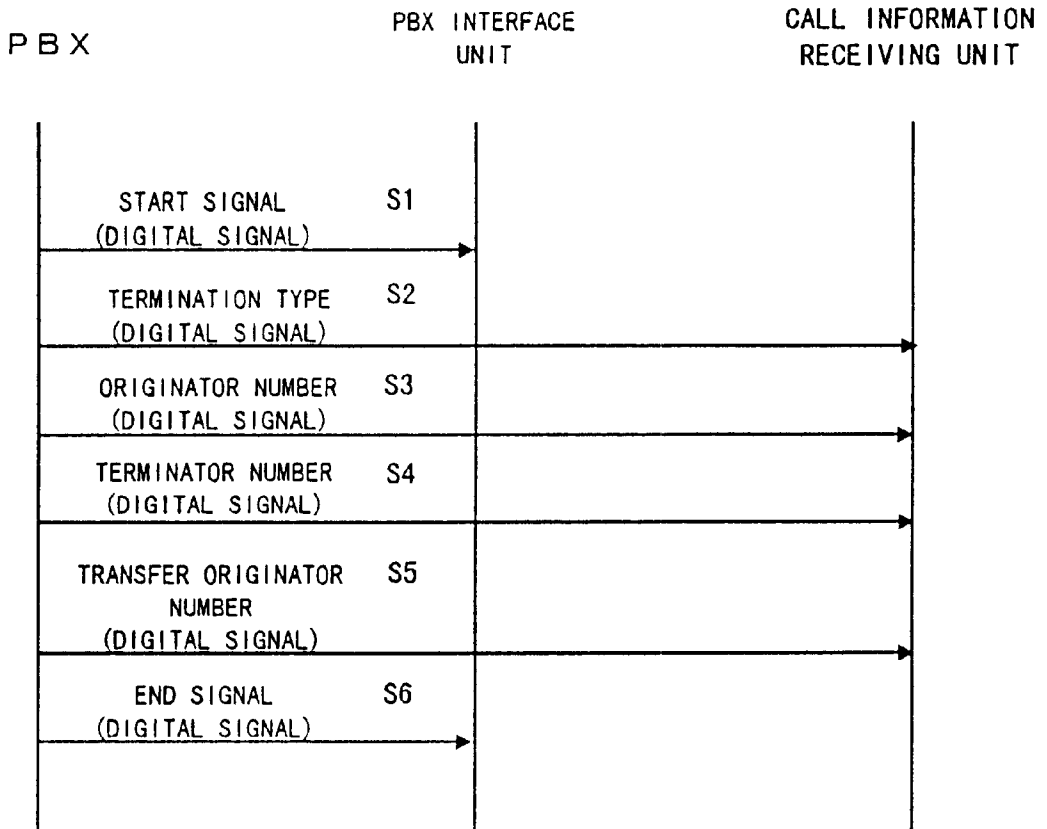 PBX
PBX INTERFACE
UNIT
CALL INFORMATION
RECEIVING UNIT
START SIGNAL S1
(DIGITAL SIGNAL)
TERMINATION TYPE S2
(DIGITAL SIGNAL)
ORIGINATOR NUMBER S3
(DIGITAL SIGNAL)
TERMINATOR NUMBER S4
(DIGITAL SIGNAL)
TRANSFER ORIGINATOR S5
NUMBER
(DIGITAL SIGNAL)
END SIGNAL S6
(DIGITAL SIGNAL)